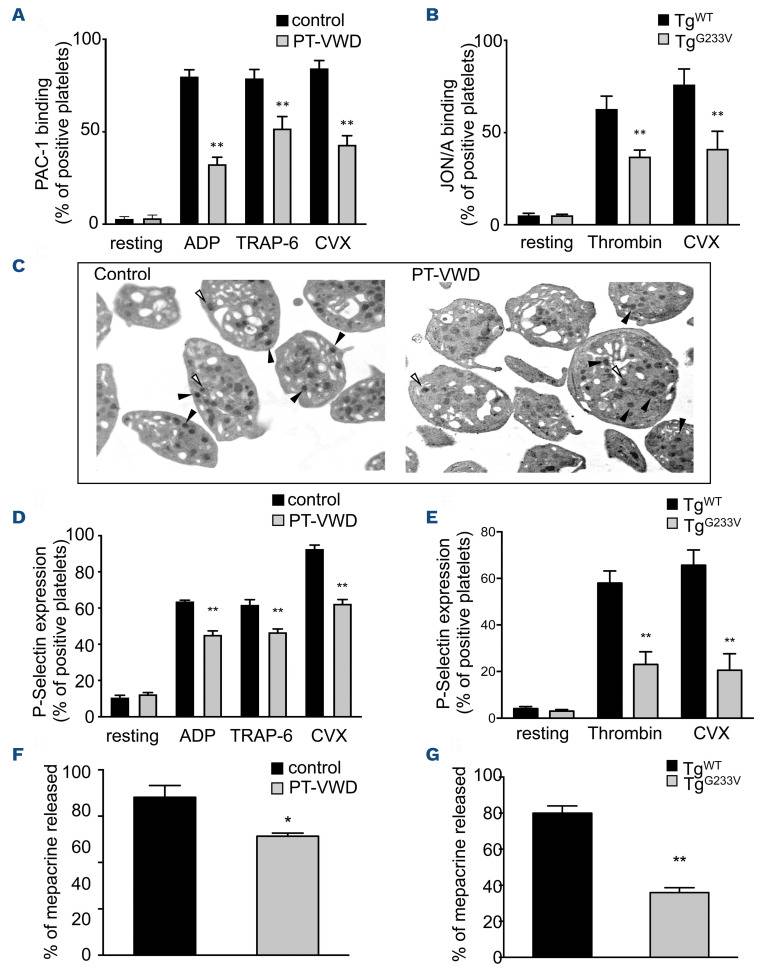 A
control
PT-VWD
PAC-1 binding
(% of positive platelets)
100
50
0
**
**
**
resting ADP TRAP-6 CVX
B
Tg^WT
Tg^G233V
JON/A binding
(% of positive platelets)
100
50
0
**
**
resting Thrombin CVX
C
Control
PT-VWD
D
control
PT-VWD
P-Selectin expression
(% of positive platelets)
100
80
60
40
20
0
**
**
**
resting ADP TRAP-6 CVX
E
Tg^WT
Tg^G233V
P-Selectin expression
(% of positive platelets)
80
60
40
20
0
**
**
resting Thrombin CVX
F
control
PT-VWD
% of mepacrine released
100
80
60
40
20
0
*
G
Tg^WT
Tg^G233V
% of mepacrine released
100
80
60
40
20
0
**